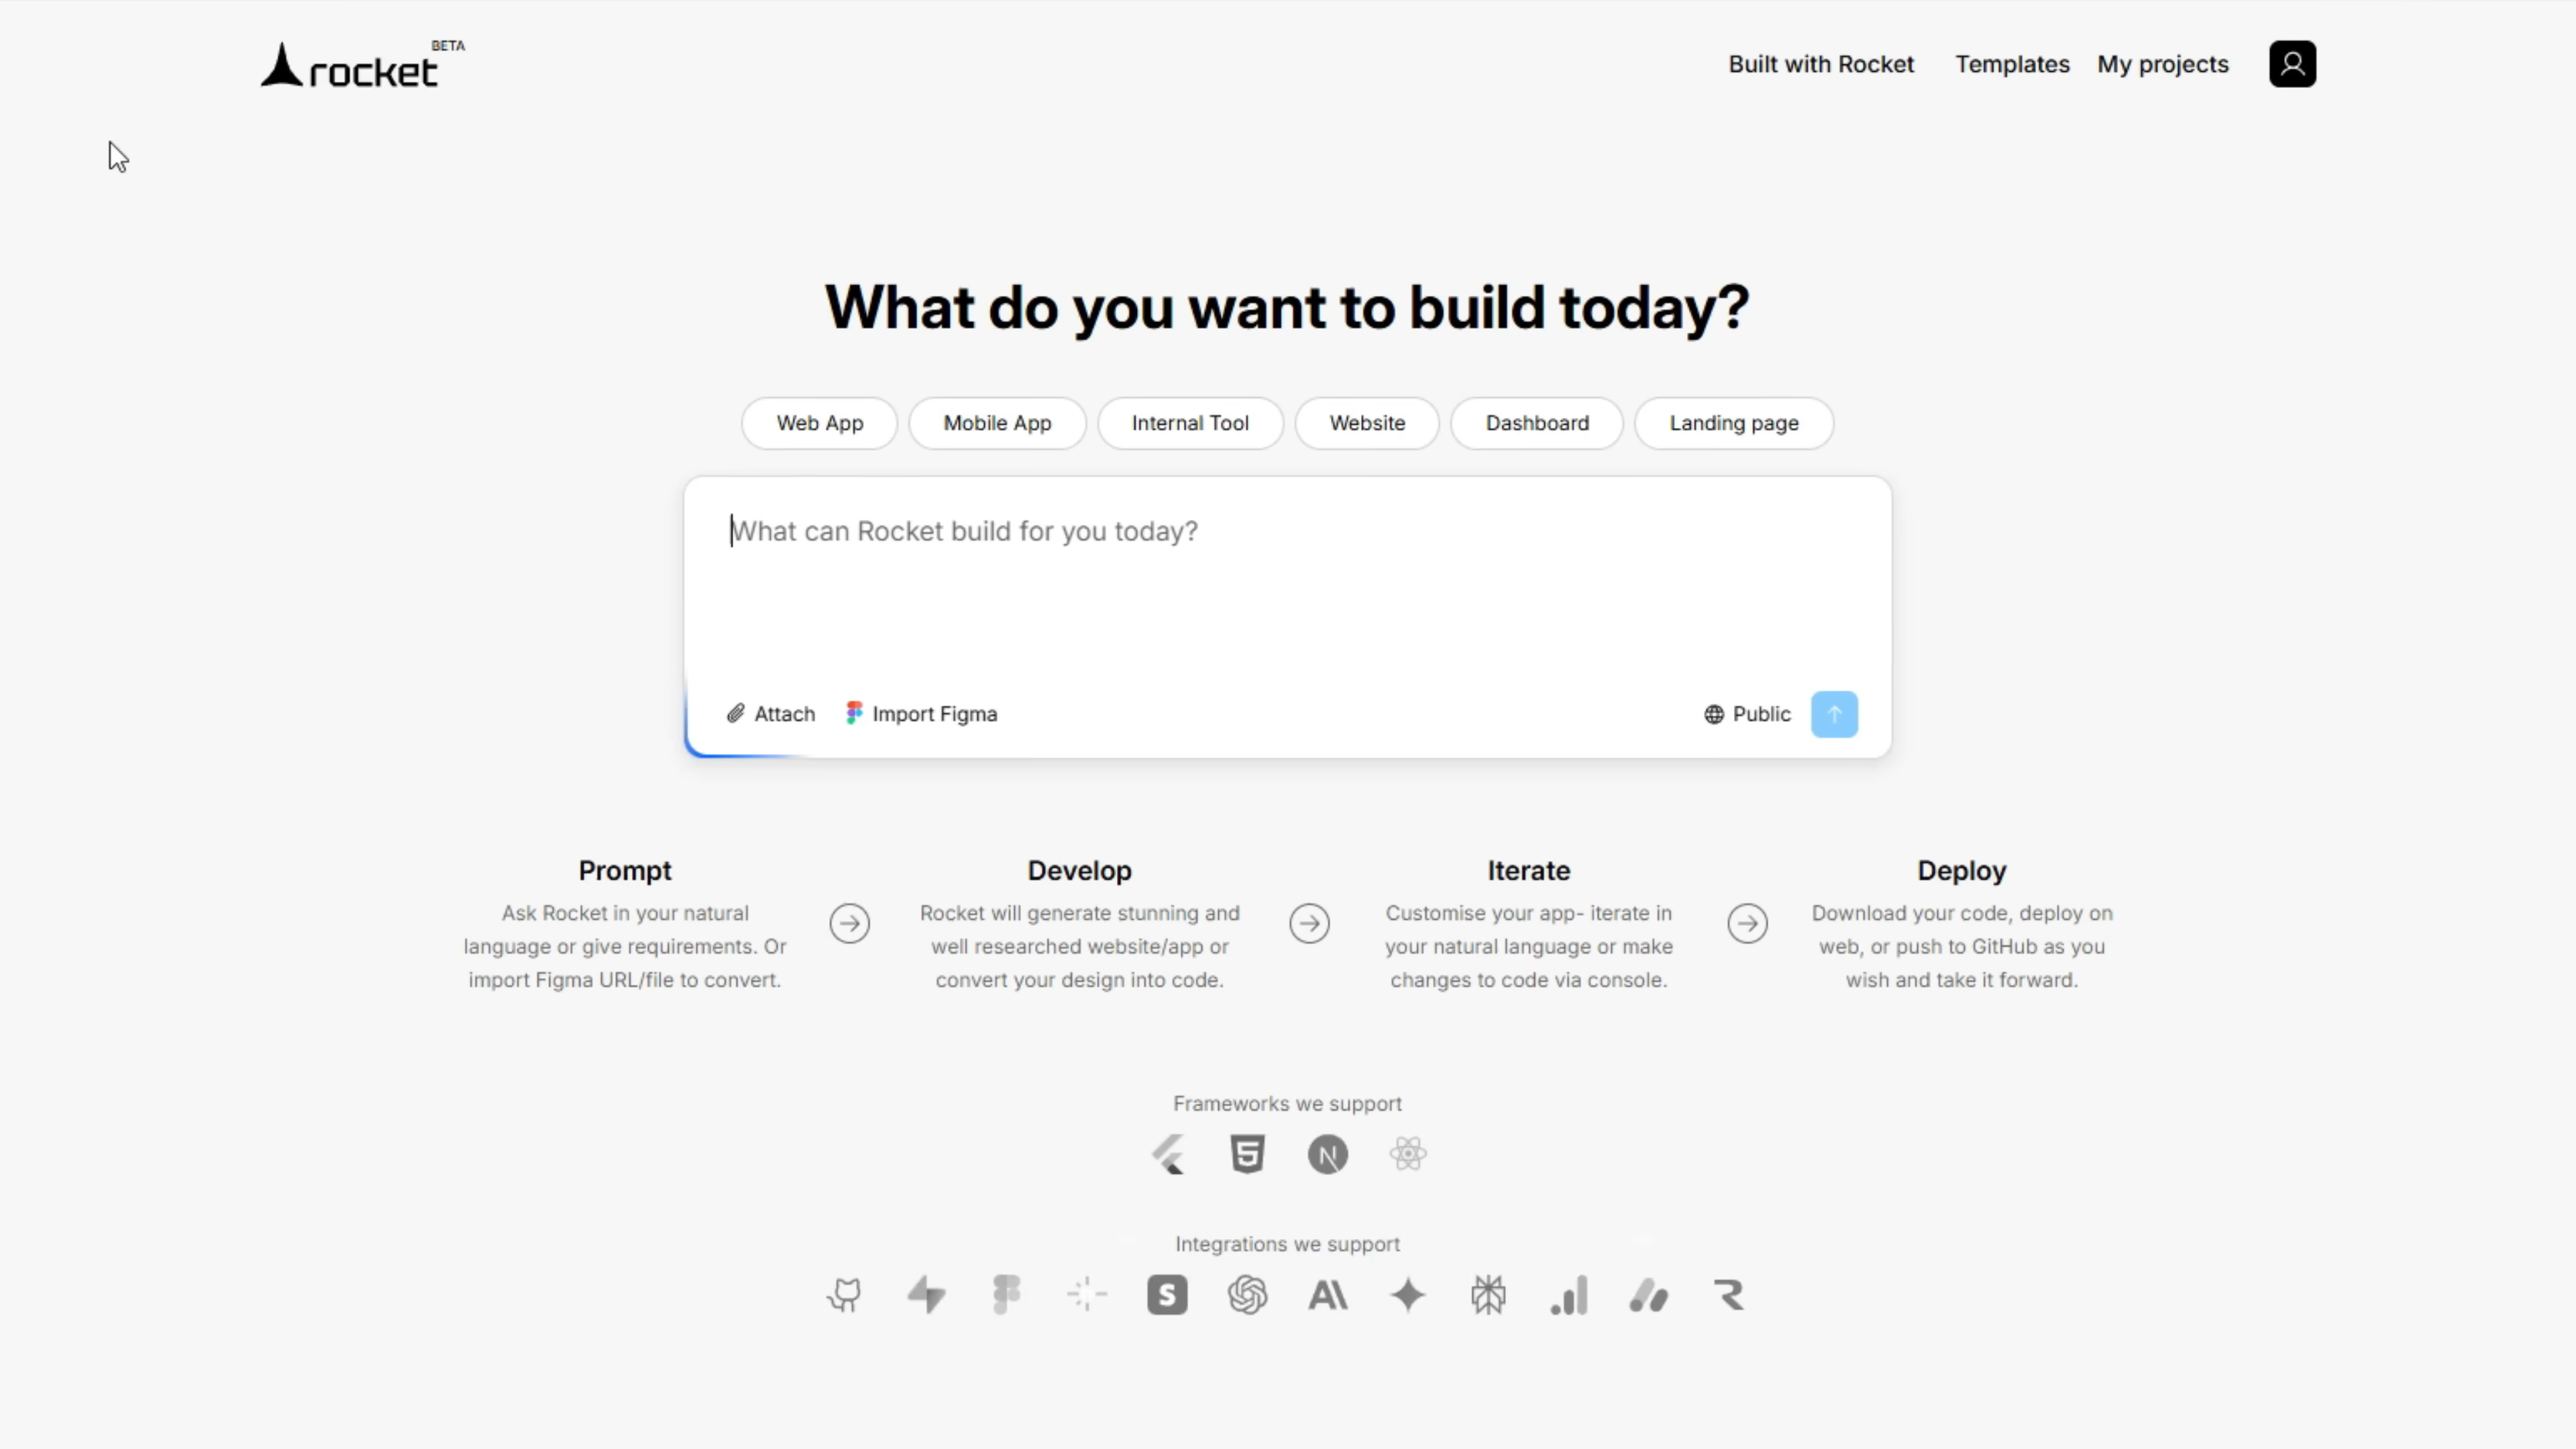 rocket BETA
Built with Rocket Templates My projects
What do you want to build today?
Web App Mobile App Internal Tool Website Dashboard Landing page
What can Rocket build for you today?
Attach Import Figma Public
Prompt
Ask Rocket in your natural
language or give requirements. Or
import Figma URL/file to convert.
Develop
Rocket will generate stunning and
well researched website/app or
convert your design into code.
Iterate
Customise your app- iterate in
your natural language or make
changes to code via console.
Deploy
Download your code, deploy on
web, or push to GitHub as you
wish and take it forward.
Frameworks we support
Integrations we support